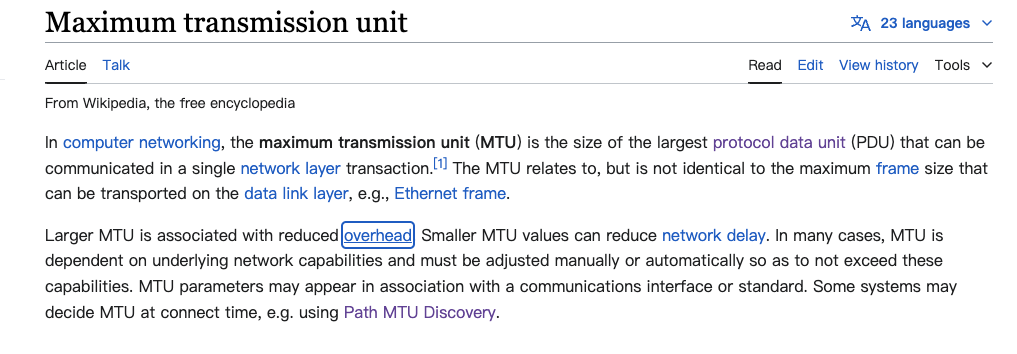 Maximum transmission unit
23 languages
Article Talk
Read Edit View history Tools
From Wikipedia, the free encyclopedia
In computer networking, the maximum transmission unit (MTU) is the size of the largest protocol data unit (PDU) that can be
communicated in a single network layer transaction.[1] The MTU relates to, but is not identical to the maximum frame size that
can be transported on the data link layer, e.g., Ethernet frame.
Larger MTU is associated with reduced overhead. Smaller MTU values can reduce network delay. In many cases, MTU is
dependent on underlying network capabilities and must be adjusted manually or automatically so as to not exceed these
capabilities. MTU parameters may appear in association with a communications interface or standard. Some systems may
decide MTU at connect time, e.g. using Path MTU Discovery.